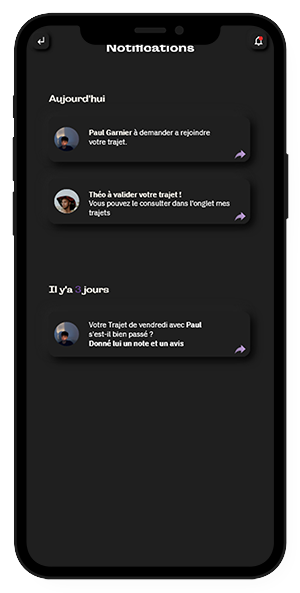 Notifications
Aujourd'hui
Paul Garnier à demander a rejoindre
votre trajet.
Théo à valider votre trajet !
Vous pouvez le consulter dans l'onglet mes
trajets
Il y'a 3 jours
Votre Trajet de vendredi avec Paul
s'est-il bien passé ?
Donné lui un note et un avis